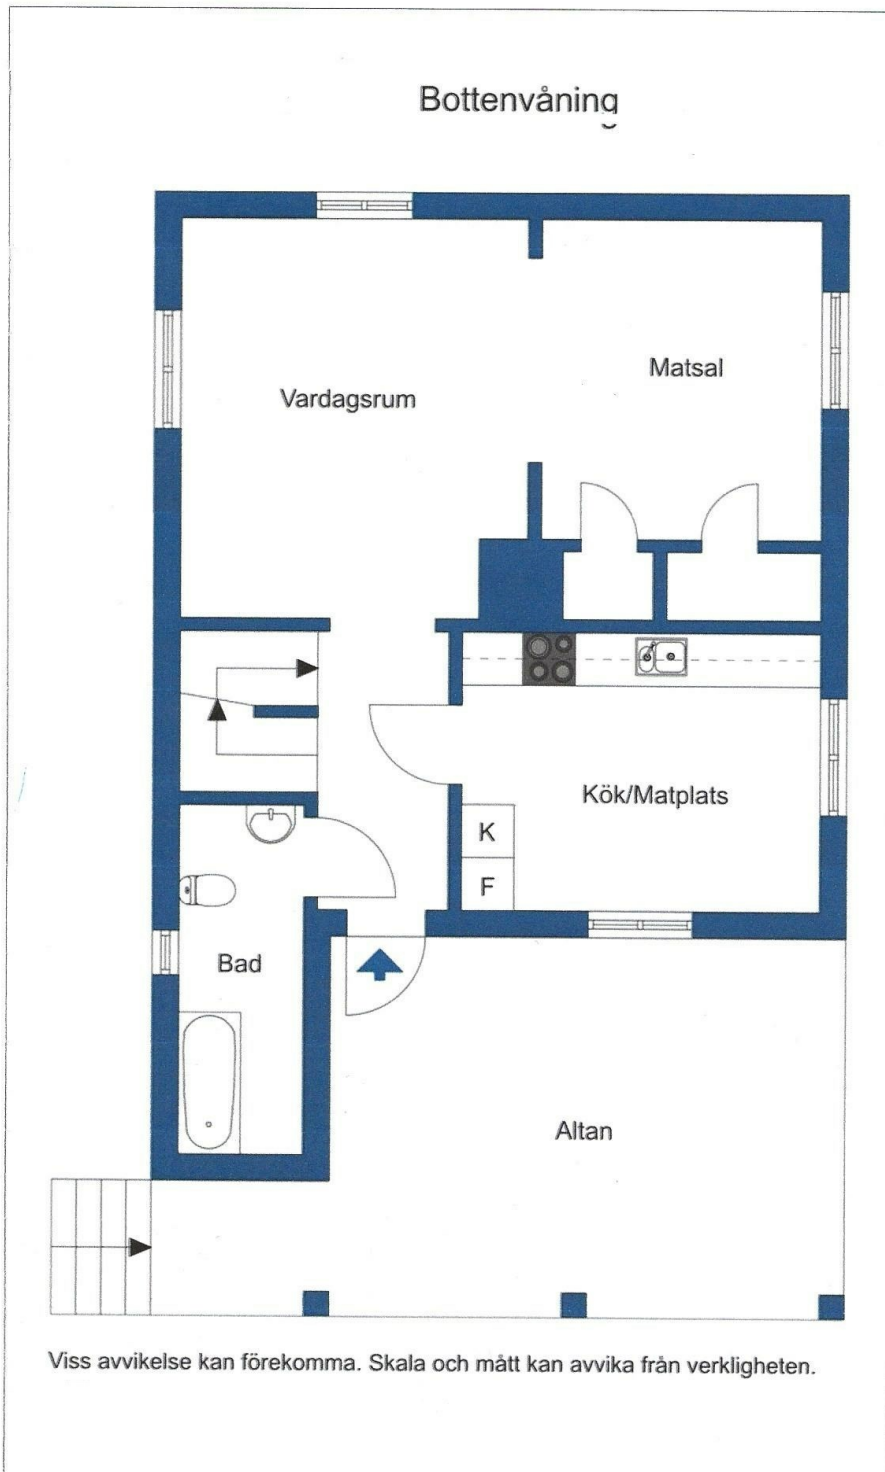 Bottenvåning
Matsal
Vardagsrum
Kök/Matplats
K
F
Bad
Altan
Viss avvikelse kan förekomma. Skala och mått kan avvika från verkligheten.